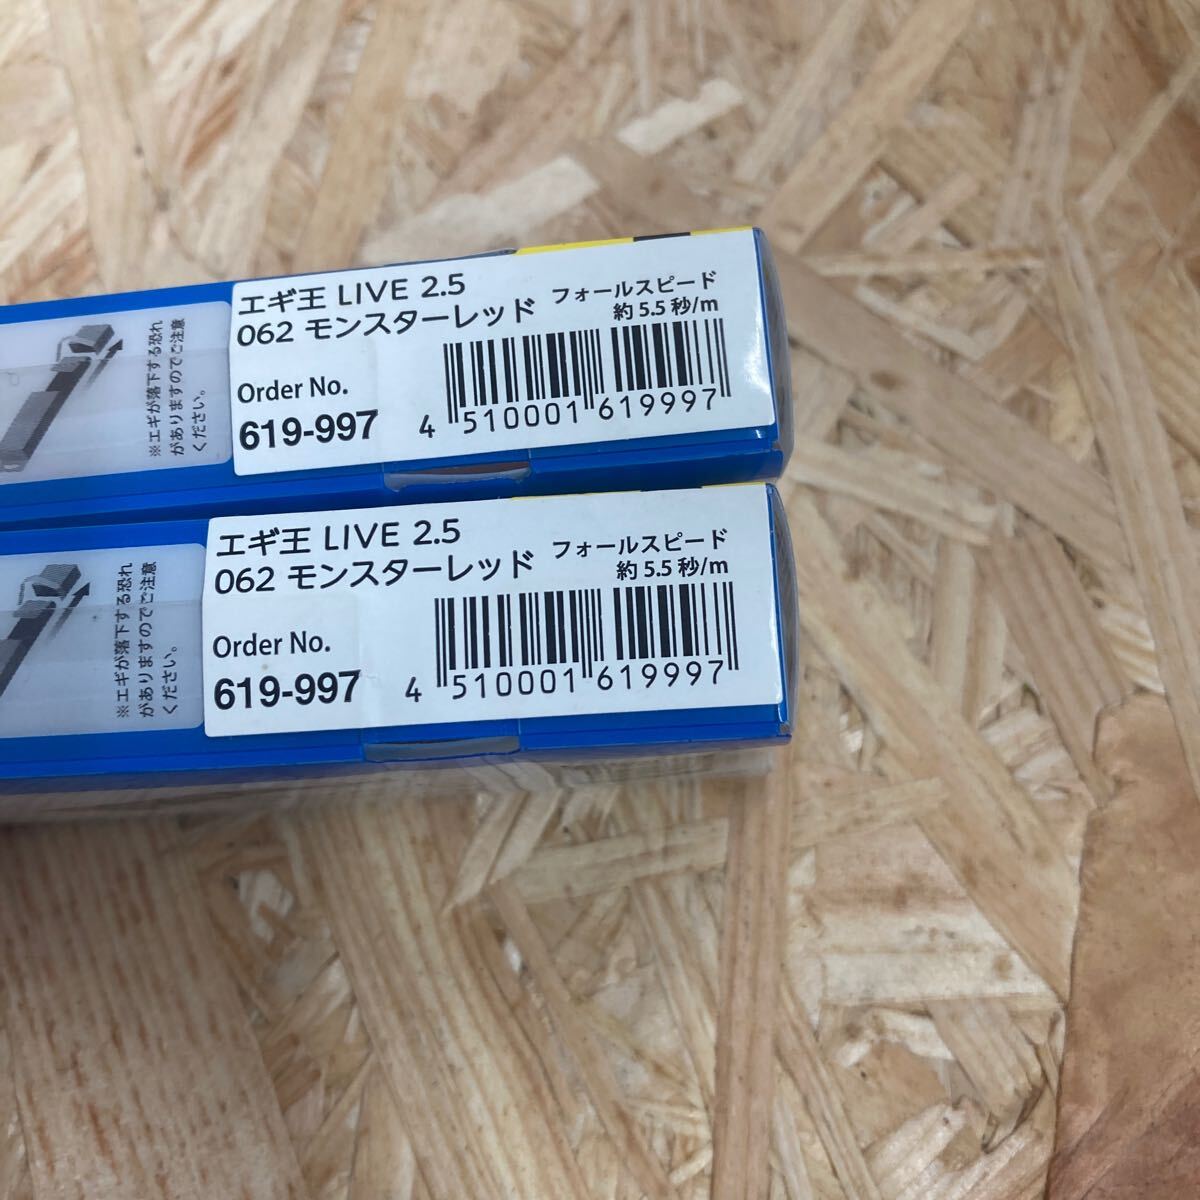 エギ王 LIVE 2.5
062 モンスターレッド
フォールスピード
約 5.5 秒/m
Order No.
619-997
4 510001 619997
※エギが落下する恐れ
がありますのでご注意
ください。
エギ王 LIVE 2.5
062 モンスターレッド
フォールスピード
約 5.5 秒/m
Order No.
619-997
4 510001 619997
※エギが落下する恐れ
がありますのでご注意
ください。